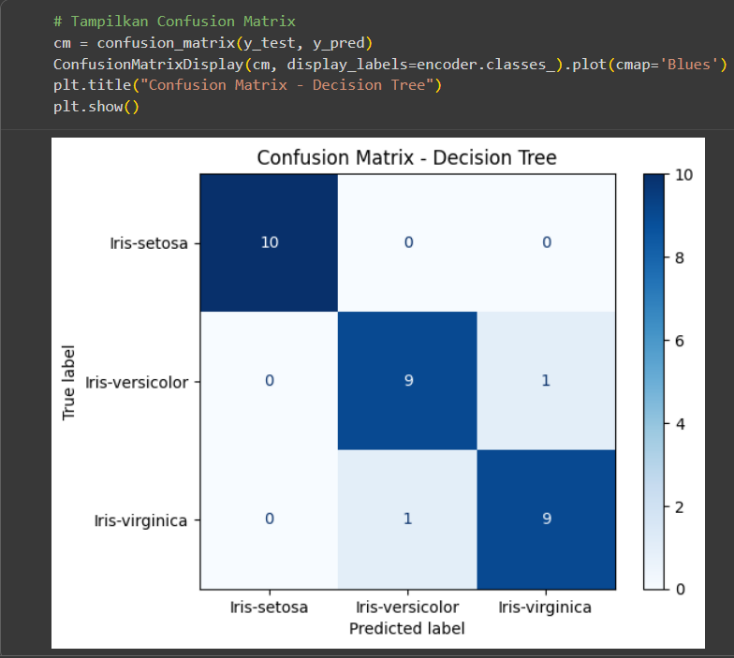 # Tampilkan Confusion Matrix
cm = confusion_matrix(y_test, y_pred)
ConfusionMatrixDisplay(cm, display_labels=encoder.classes_).plot(cmap='Blues')
plt.title("Confusion Matrix - Decision Tree")
plt.show()
Confusion Matrix - Decision Tree
Iris-setosa 10 0 0
Iris-versicolor 0 9 1
Iris-virginica 0 1 9
True label
Iris-setosa Iris-versicolor Iris-virginica
Predicted label
10
8
6
4
2
0